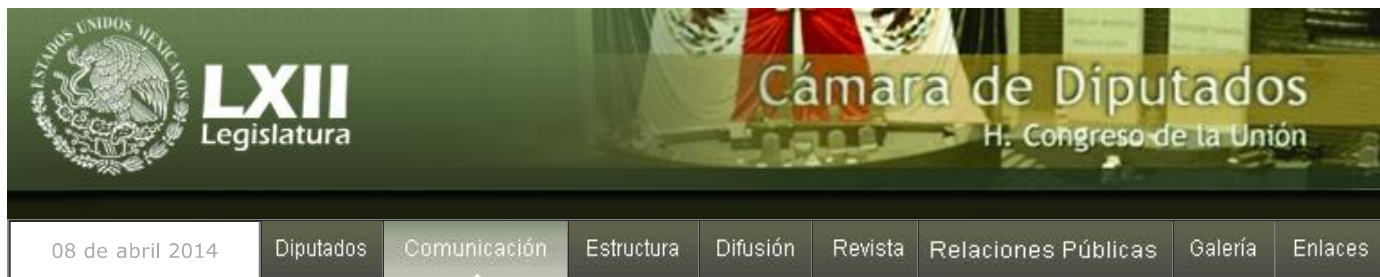 ESTADOS UNIDOS MEXICANOS
LXII
Legislatura
Cámara de Diputados
H. Congreso de la Unión
08 de abril 2014
Diputados
Comunicación
Estructura
Difusión
Revista
Relaciones Públicas
Galería
Enlaces